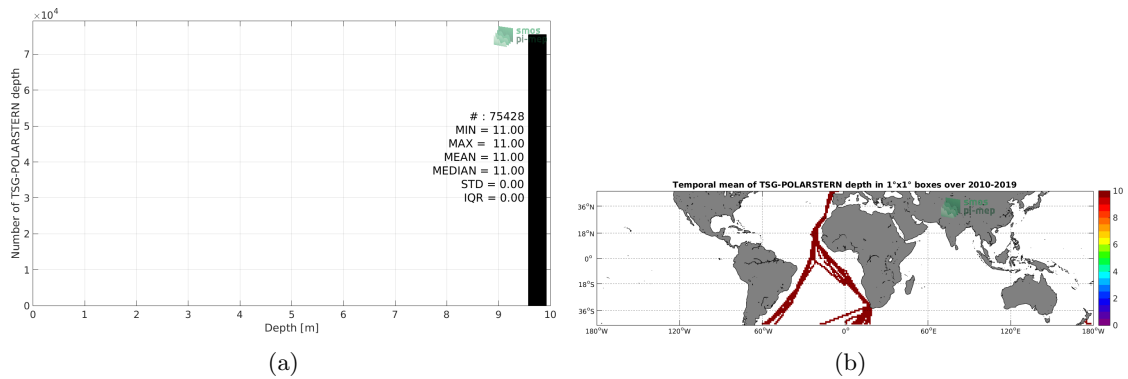 ×10⁴
smos
pi-mep
7
6
5
4
3
2
1
0
Number of TSG-POLARSTERN depth
# : 75428
MIN = 11.00
MAX = 11.00
MEAN = 11.00
MEDIAN = 11.00
STD = 0.00
IQR = 0.00
0 1 2 3 4 5 6 7 8 9 10
Depth [m]
(a)
Temporal mean of TSG-POLARSTERN depth in 1°x1° boxes over 2010-2019
smos
pi-mep
36°N
18°N
0°
18°S
36°S
180°W 120°W 60°W 0° 60°E 120°E 180°E
10
8
6
4
2
0
(b)